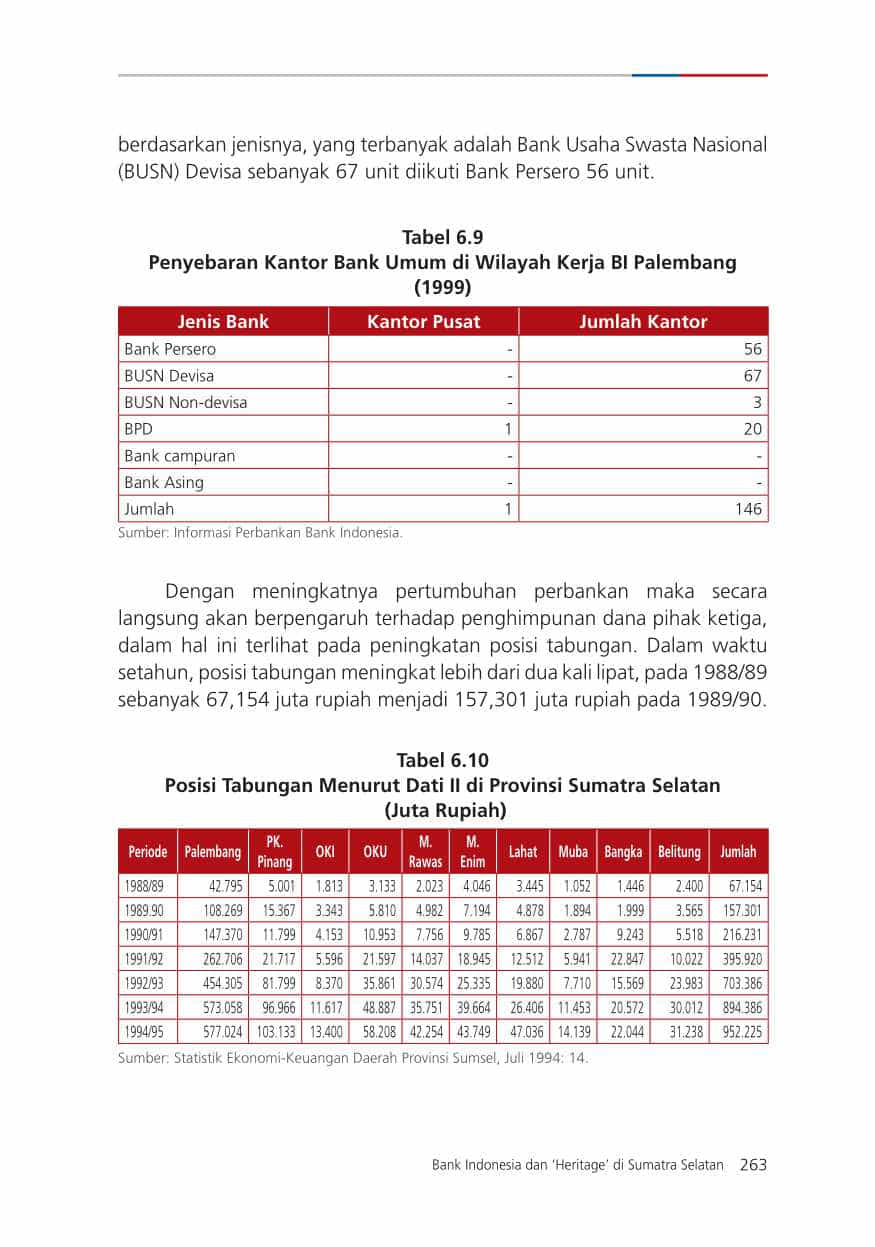 berdasarkan jenisnya, yang terbanyak adalah Bank Usaha Swasta Nasional
(BUSN) Devisa sebanyak 67 unit diikuti Bank Persero 56 unit.
Tabel 6.9
Penyebaran Kantor Bank Umum di Wilayah Kerja BI Palembang
(1999)
Jenis Bank Kantor Pusat Jumlah Kantor
Bank Persero - 56
BUSN Devisa - 67
BUSN Non-devisa - 3
BPD 1 20
Bank campuran - -
Bank Asing - -
Jumlah 1 146
Sumber: Informasi Perbankan Bank Indonesia.
Dengan meningkatnya pertumbuhan perbankan maka secara
langsung akan berpengaruh terhadap penghimpunan dana pihak ketiga,
dalam hal ini terlihat pada peningkatan posisi tabungan. Dalam waktu
setahun, posisi tabungan meningkat lebih dari dua kali lipat, pada 1988/89
sebanyak 67,154 juta rupiah menjadi 157,301 juta rupiah pada 1989/90.
Tabel 6.10
Posisi Tabungan Menurut Dati II di Provinsi Sumatra Selatan
(Juta Rupiah)
Periode Palembang PK. Pinang OKI OKU M. Rawas M. Enim Lahat Muba Bangka Belitung Jumlah
1988/89 42.795 5.001 1.813 3.133 2.023 4.046 3.445 1.052 1.446 2.400 67.154
1989.90 108.269 15.367 3.343 5.810 4.982 7.194 4.878 1.894 1.999 3.565 157.301
1990/91 147.370 11.799 4.153 10.953 7.756 9.785 6.867 2.787 9.243 5.518 216.231
1991/92 262.706 21.717 5.596 21.597 14.037 18.945 12.512 5.941 22.847 10.022 395.920
1992/93 454.305 81.799 8.370 35.861 30.574 25.335 19.880 7.710 15.569 23.983 703.386
1993/94 573.058 96.966 11.617 48.887 35.751 39.664 26.406 11.453 20.572 30.012 894.386
1994/95 577.024 103.133 13.400 58.208 42.254 43.749 47.036 14.139 22.044 31.238 952.225
Sumber: Statistik Ekonomi-Keuangan Daerah Provinsi Sumsel, Juli 1994: 14.
Bank Indonesia dan ‘Heritage’ di Sumatra Selatan 263